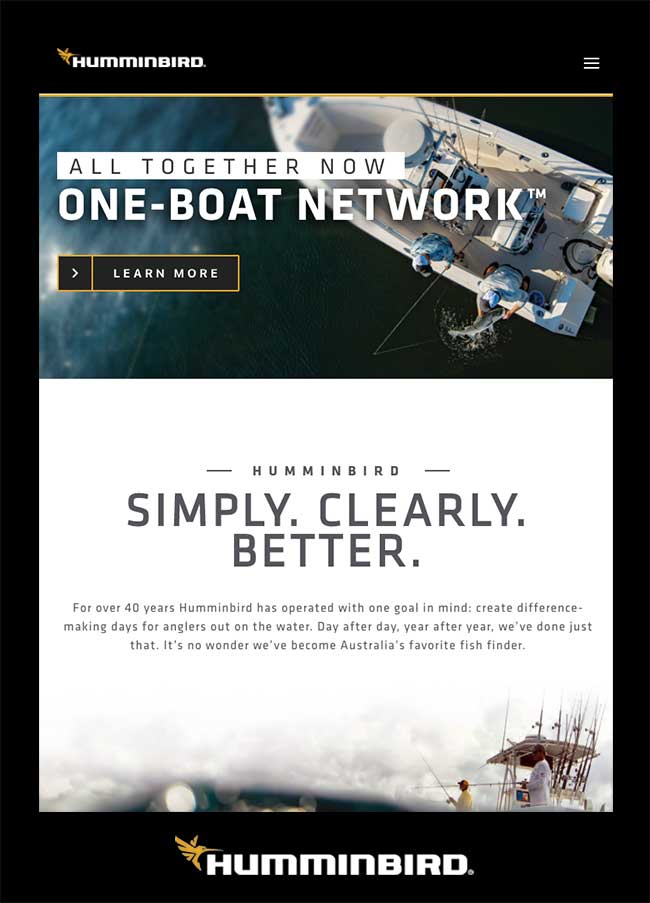 HUMMINBIRD.
ALL TOGETHER NOW
ONE-BOAT NETWORK™
LEARN MORE
HUMMINBIRD
SIMPLY. CLEARLY.
BETTER.
For over 40 years Humminbird has operated with one goal in mind: create difference-
making days for anglers out on the water. Day after day, year after year, we’ve done just
that. It’s no wonder we’ve become Australia’s favorite fish finder.
HUMMINBIRD®